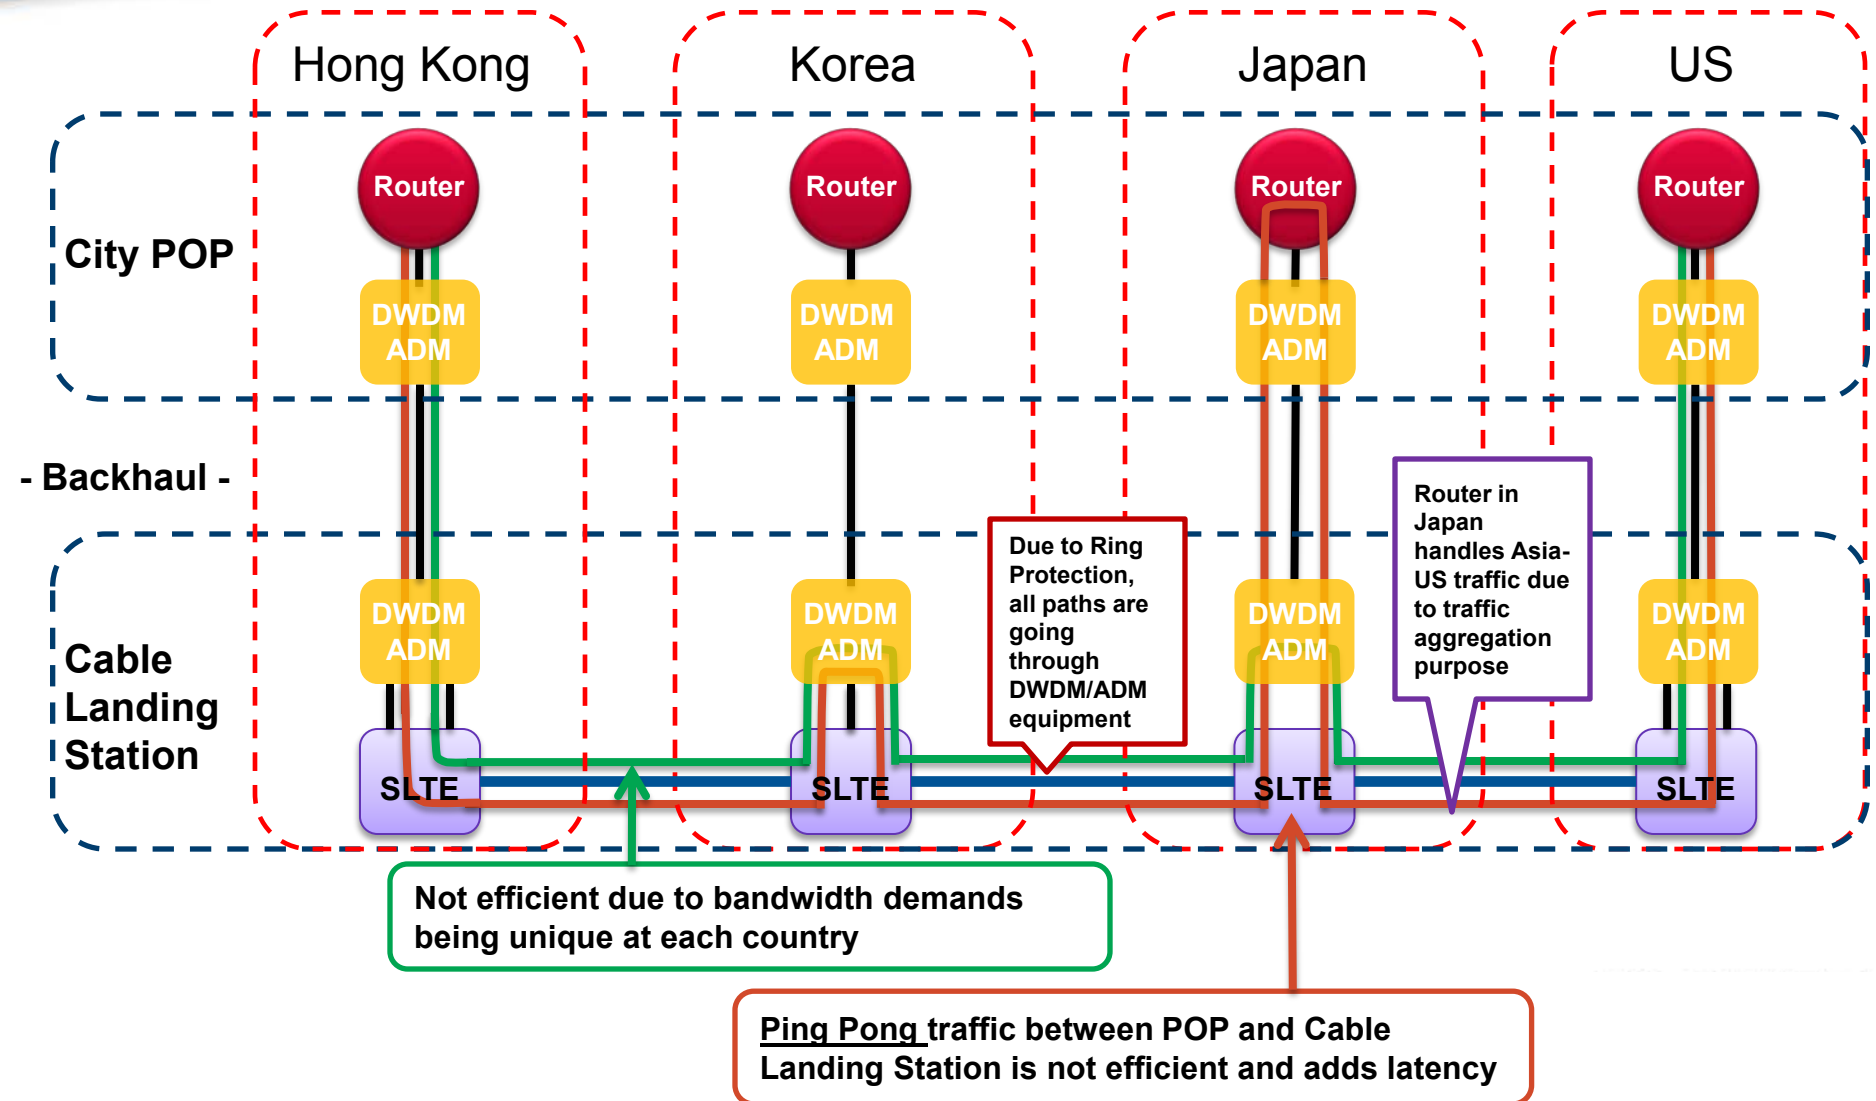 Hong Kong
Korea
Japan
US
City POP
Router
Router
Router
Router
DWDM
ADM
DWDM
ADM
DWDM
ADM
DWDM
ADM
- Backhaul -
Router in
Japan
handles Asia-
US traffic due
to traffic
aggregation
purpose
Due to Ring
Protection,
all paths are
going
through
DWDM/ADM
equipment
Cable
Landing
Station
DWDM
ADM
DWDM
ADM
DWDM
ADM
DWDM
ADM
SLTE
SLTE
SLTE
SLTE
Not efficient due to bandwidth demands
being unique at each country
Ping Pong traffic between POP and Cable
Landing Station is not efficient and adds latency